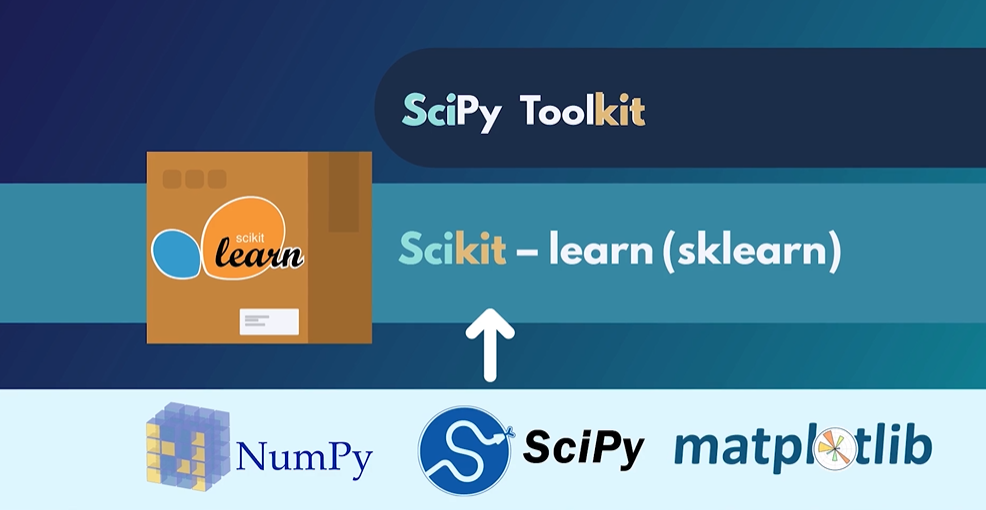 SciPy Toolkit
scikit
learn
Scikit – learn (sklearn)
NumPy
SciPy
matplotlib